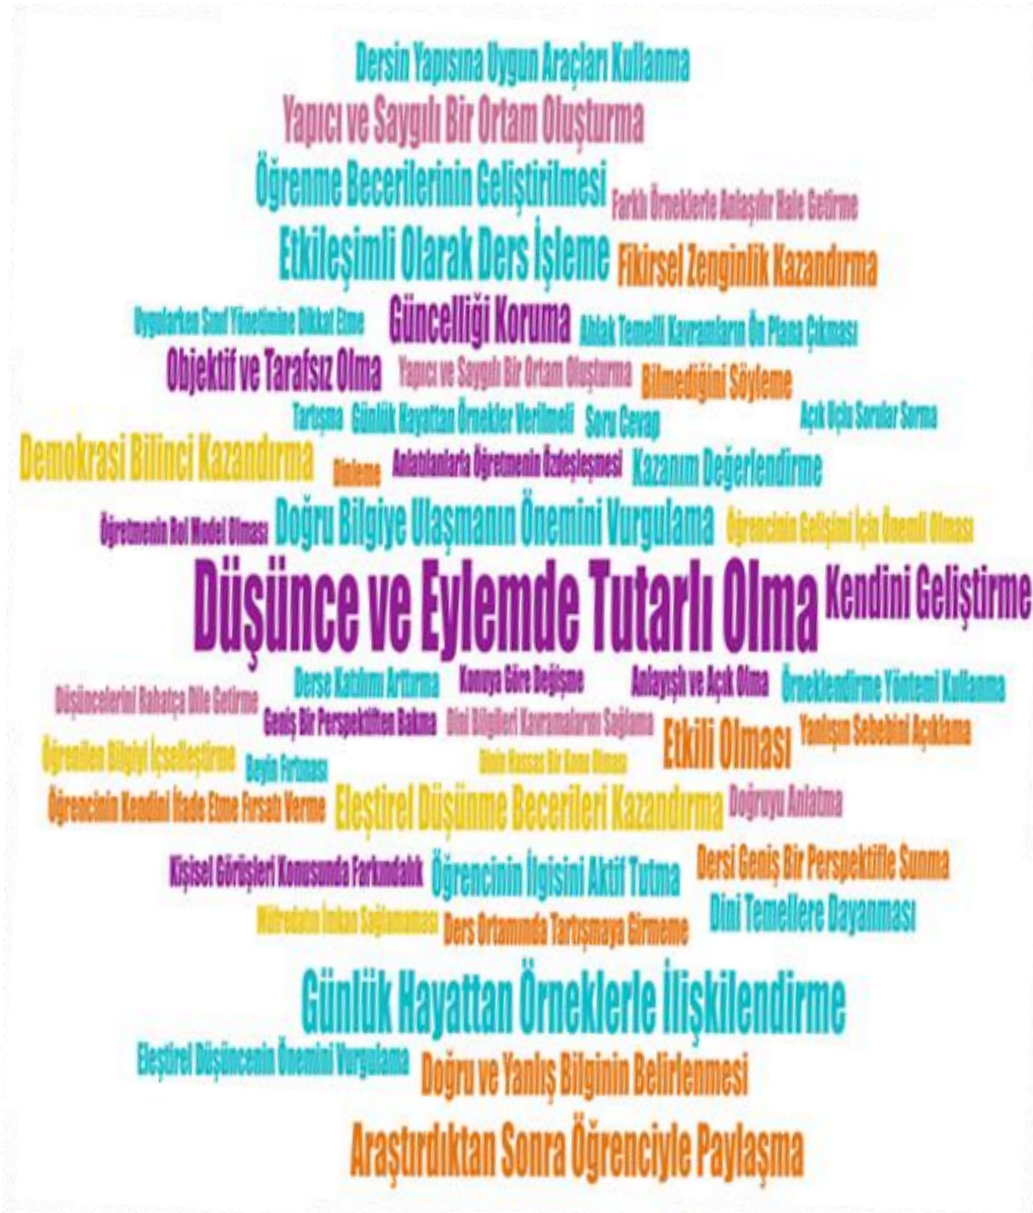 Dersin Yapısına Uygun Araçları Kullanma
Yapıcı ve Saygılı Bir Ortam Oluşturma
Öğrenme Becerilerinin Geliştirilmesi
Farklı Örneklerle Anlaşılır Hale Getirme
Etkileşimli Olarak Ders İşleme
Fikirsel Zenginlik Kazandırma
Uygularken Sınıf Yönetimine Dikkat Etme
Güncelliği Koruma
Ahlak Temelli Kavramların Ön Plana Çıkması
Objektif ve Tarafsız Olma
Yapıcı ve Saygılı Bir Ortam Oluşturma
Bilmediğini Söyleme
Tartışma
Günlük Hayattan Örnekler Verilmeli
Soru Cevap
Açık Uçlu Sorular Sorma
Demokrasi Bilinci Kazandırma
Dinleme
Anlatılanlarla Öğretmenin Özdeşleşmesi
Kazanım Değerlendirme
Öğretmenin Rol Model Olması
Doğru Bilgiye Ulaşmanın Önemini Vurgulama
Öğrencinin Gelişimi İçin Önemli Olması
Düşünce ve Eylemde Tutarlı Olma
Kendini Geliştirme
Düşüncelerini Rahatça Dile Getirme
Derse Katılımı Arttırma
Konuya Göre Değişme
Anlayışlı ve Açık Olma
Örneklendirme Yöntemi Kullanma
Geniş Bir Perspektiften Bakma
Dini Bilgileri Kavramalarını Sağlama
Etkili Olması
Yanlışın Sebebini Açıklama
Öğrenilen Bilgiyi İçselleştirme
Beyin Fırtınası
Dinin Hassas Bir Konu Olması
Öğrencinin Kendini İfade Etme Fırsatı Verme
Eleştirel Düşünme Becerileri Kazandırma
Doğruyu Anlatma
Kişisel Görüşleri Konusunda Farkındalık
Öğrencinin İlgisini Aktif Tutma
Dersi Geniş Bir Perspektifle Sunma
Müfredatın İmkan Sağlamaması
Ders Ortamında Tartışmaya Girmeme
Dini Temellere Dayanması
Günlük Hayattan Örneklerle İlişkilendirme
Eleştirel Düşüncenin Önemini Vurgulama
Doğru ve Yanlış Bilginin Belirlenmesi
Araştırdıktan Sonra Öğrenciyle Paylaşma